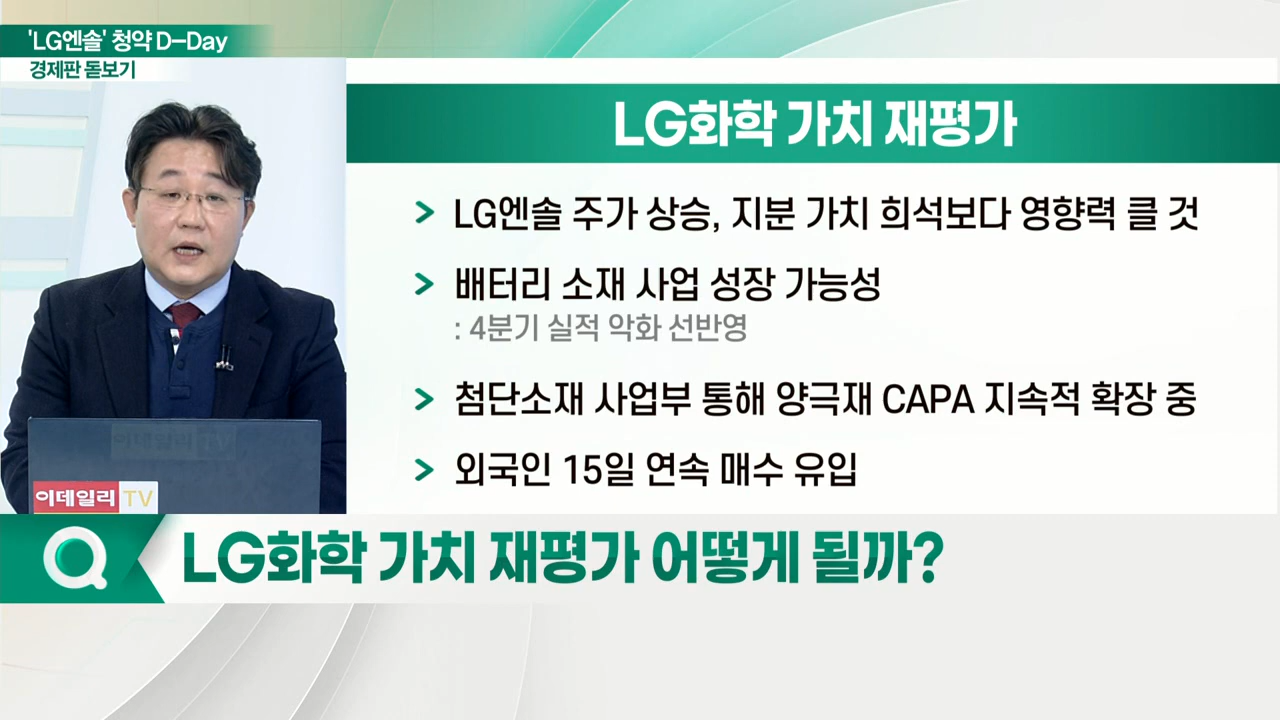 'LG엔솔' 청약 D-Day
경제판 돋보기
LG화학 가치 재평가
> LG엔솔 주가 상승, 지분 가치 희석보다 영향력 클 것
> 배터리 소재 사업 성장 가능성
: 4분기 실적 악화 선반영
> 첨단소재 사업부 통해 양극재 CAPA 지속적 확장 중
> 외국인 15일 연속 매수 유입
이데일리 TV
이데일리 TV
Q LG화학 가치 재평가 어떻게 될까?